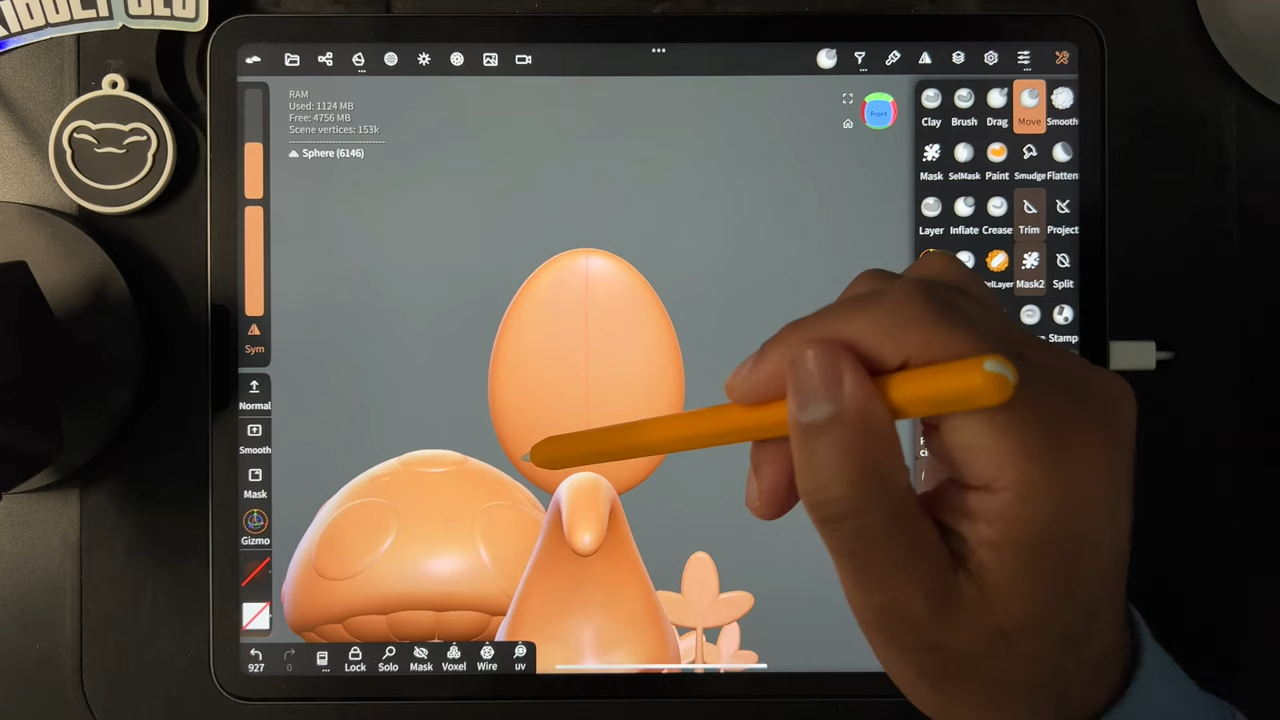 RAM
Used: 1124 MB
Free: 4756 MB
Scene vertices: 153k
Sphere (6146)
Front
Clay Brush Drag Move Smooth
Mask SelMask Paint Smudge Flatten
Layer Inflate Crease Trim Project
Mask2 Split
Stamp
Sym
Normal
Smooth
Mask
Gizmo
927 0 Lock Solo Mask Voxel Wire uv